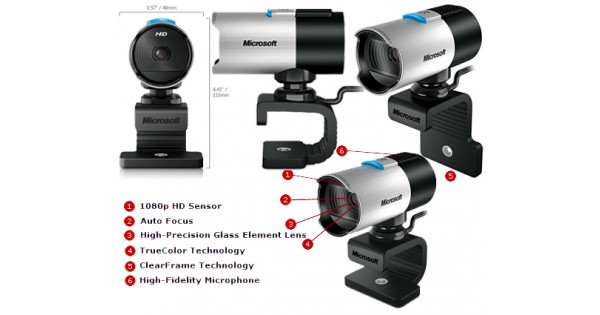 1.57" / 40mm
HD
Microsoft
4.45" /
113mm
Microsoft
Microsoft
Microsoft
6
5
1
2
3
4
1 1080p HD Sensor
2 Auto Focus
3 High-Precision Glass Element Lens
4 TrueColor Technology
5 ClearFrame Technology
6 High-Fidelity Microphone